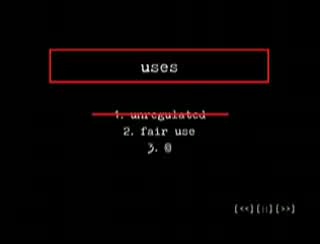 uses
1. unregulated
2. fair use
3. @
[<<][||][>>]